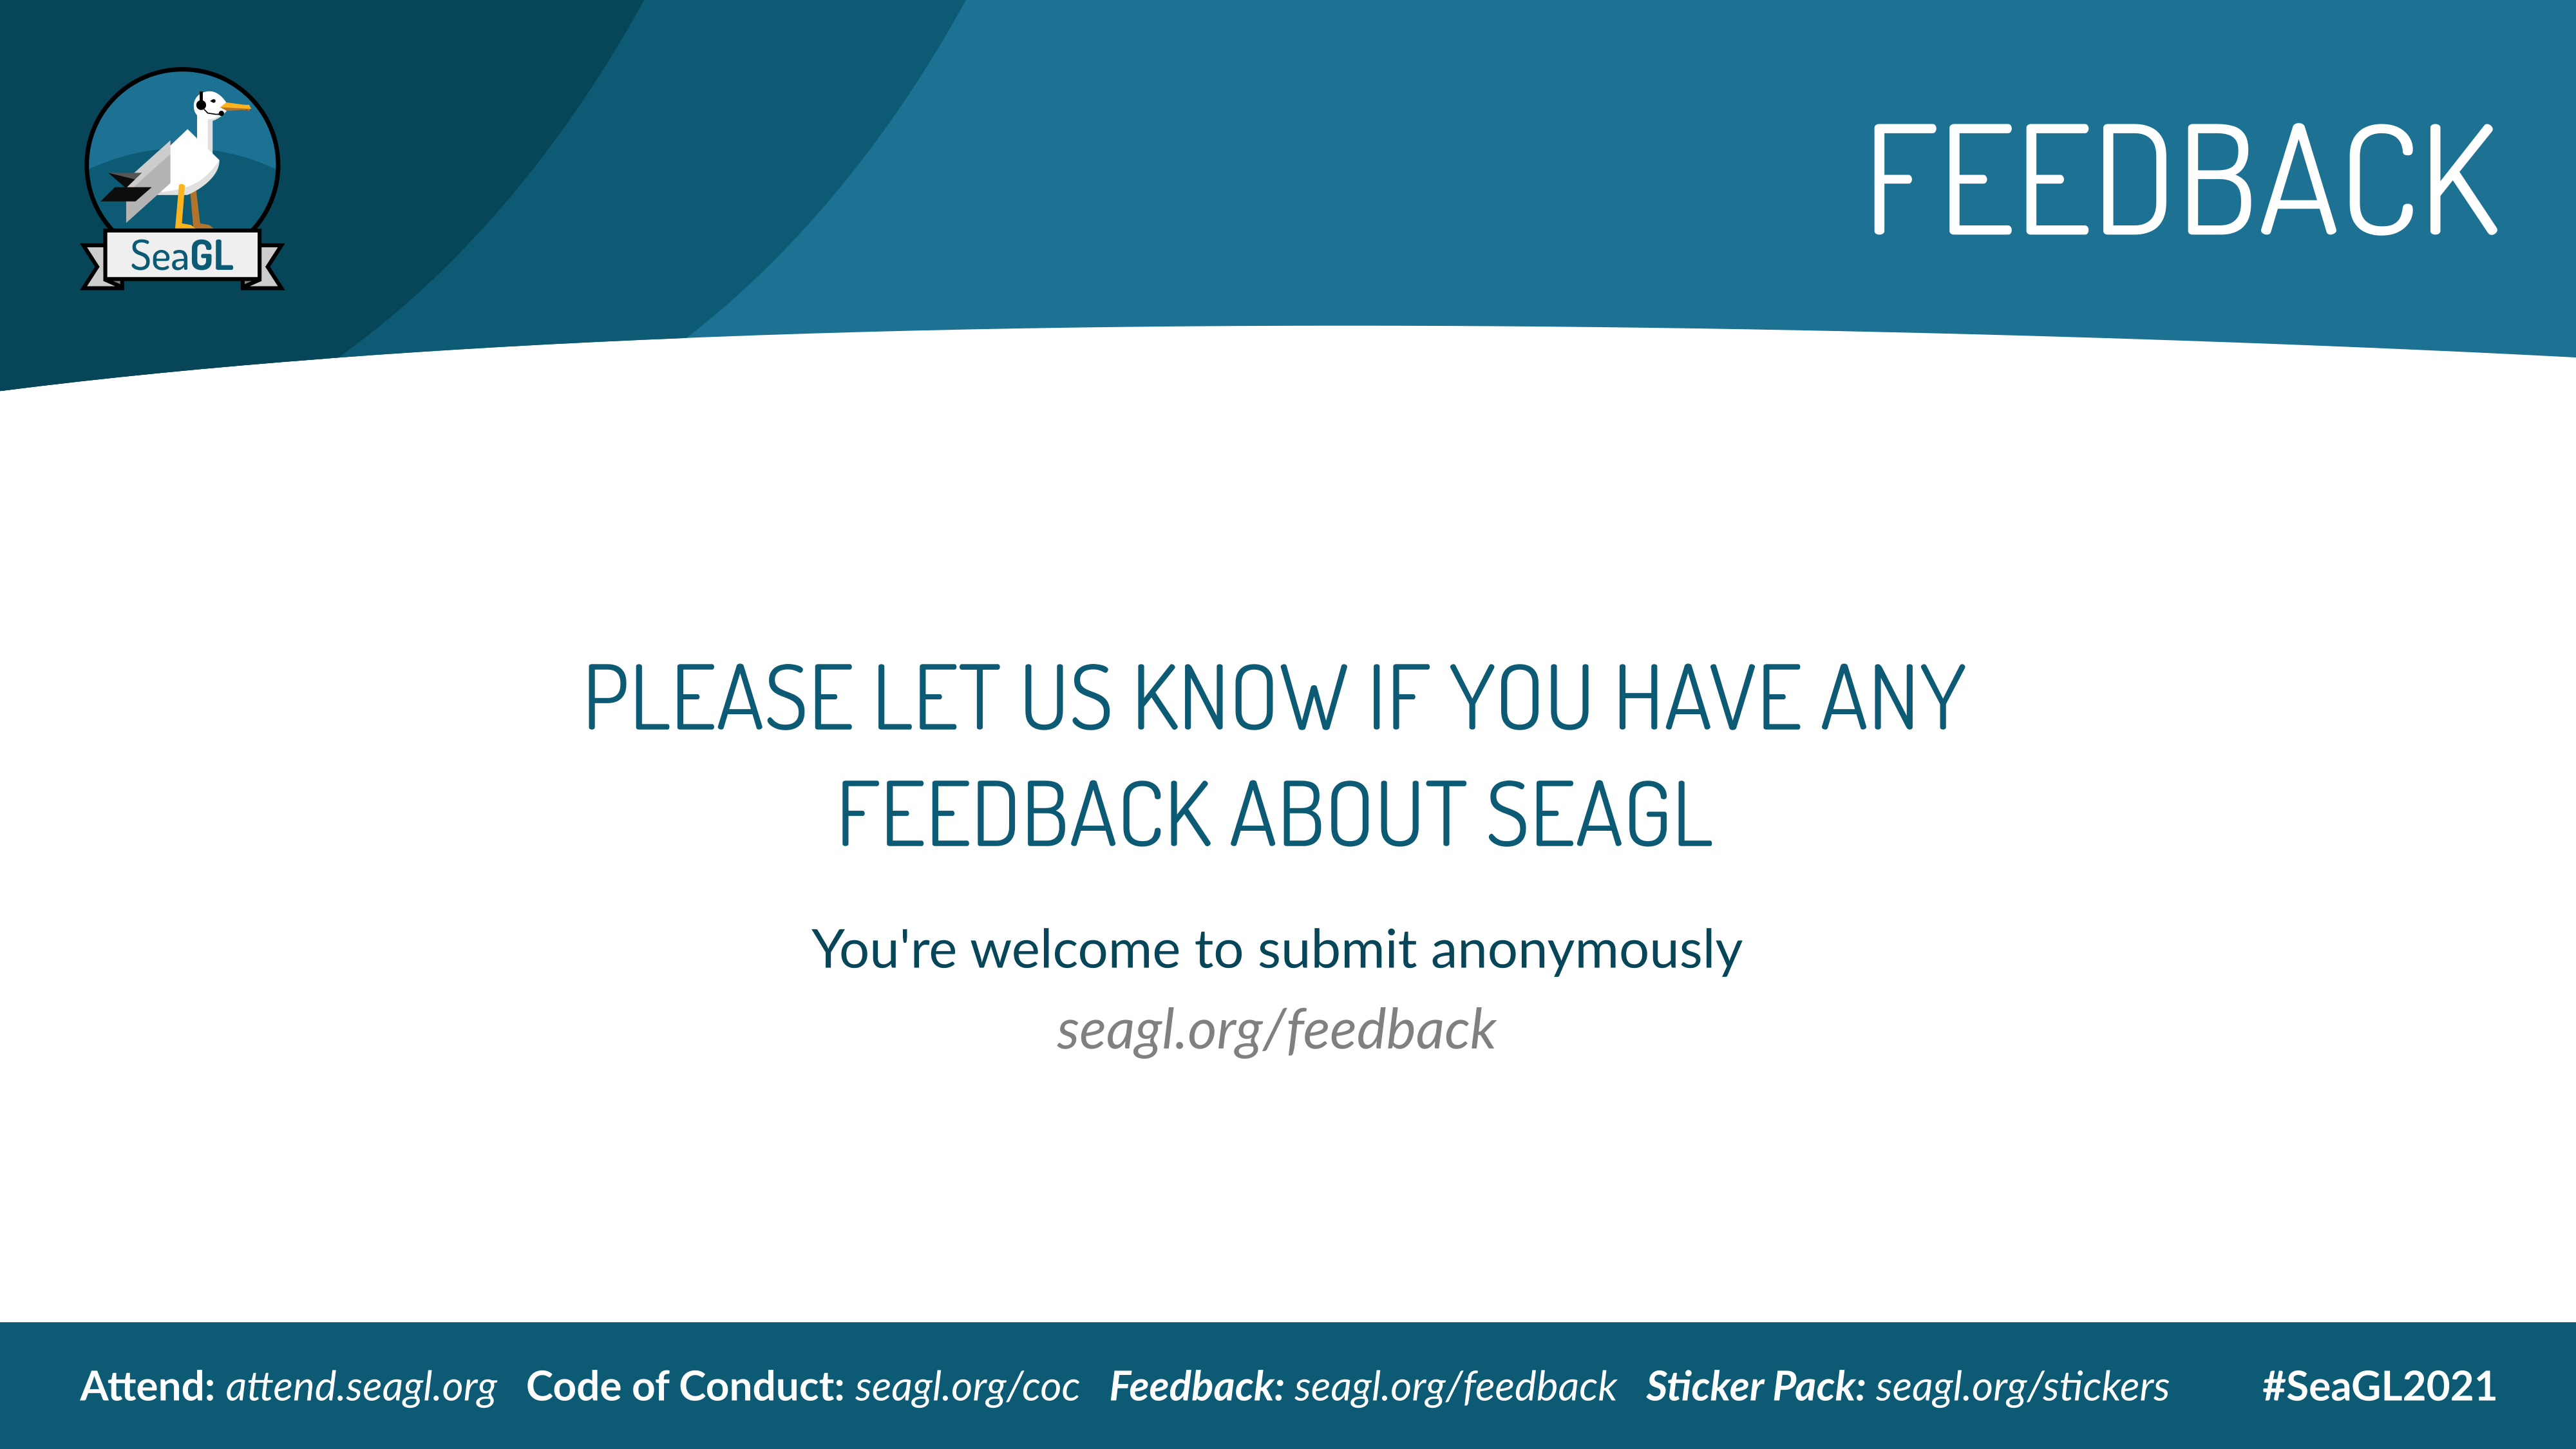 SeaGL
FEEDBACK
PLEASE LET US KNOW IF YOU HAVE ANY
FEEDBACK ABOUT SEAGL
You're welcome to submit anonymously
seagl.org/feedback
Attend: attend.seagl.org Code of Conduct: seagl.org/coc Feedback: seagl.org/feedback Sticker Pack: seagl.org/stickers #SeaGL2021